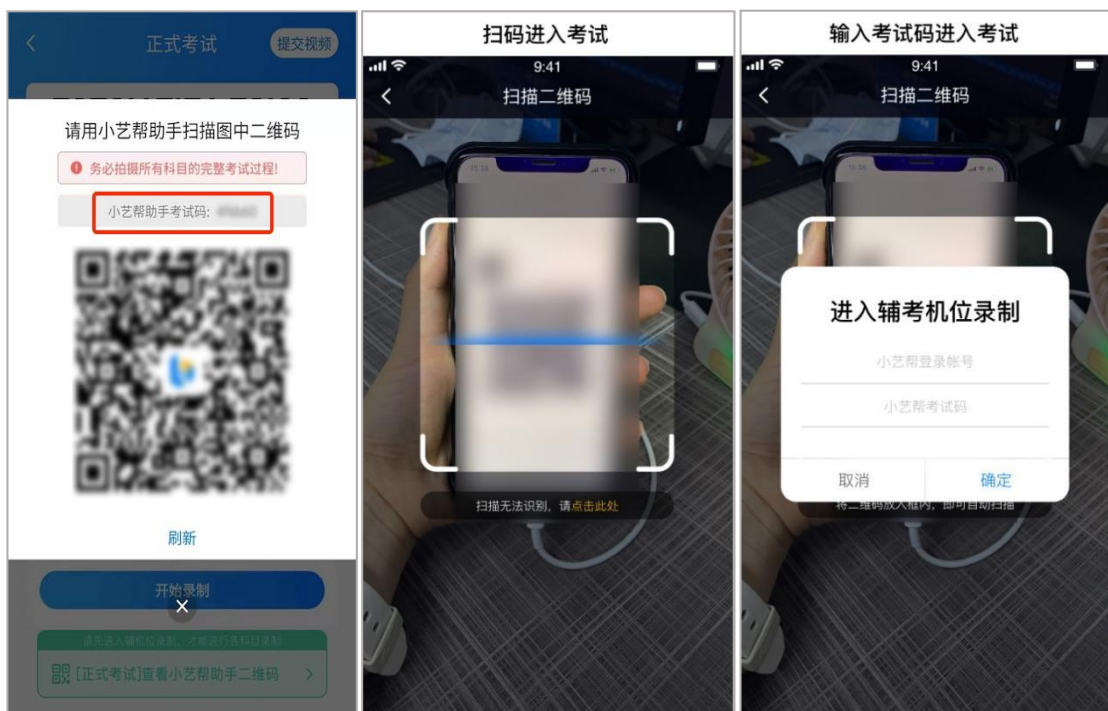 正式考试
提交视频
请用小艺帮助手扫描图中二维码
务必拍摄所有科目的完整考试过程!
小艺帮助手考试码:
刷新
开始录制
请先进入辅机位录制,才能进行各科目录制
[正式考试]查看小艺帮助手二维码
扫码进入考试
9:41
扫描二维码
扫描无法识别,请点击此处
输入考试码进入考试
9:41
扫描二维码
进入辅考机位录制
小艺帮登录帐号
小艺帮考试码
取消
确定
将二维码放入框内,即可自动扫描